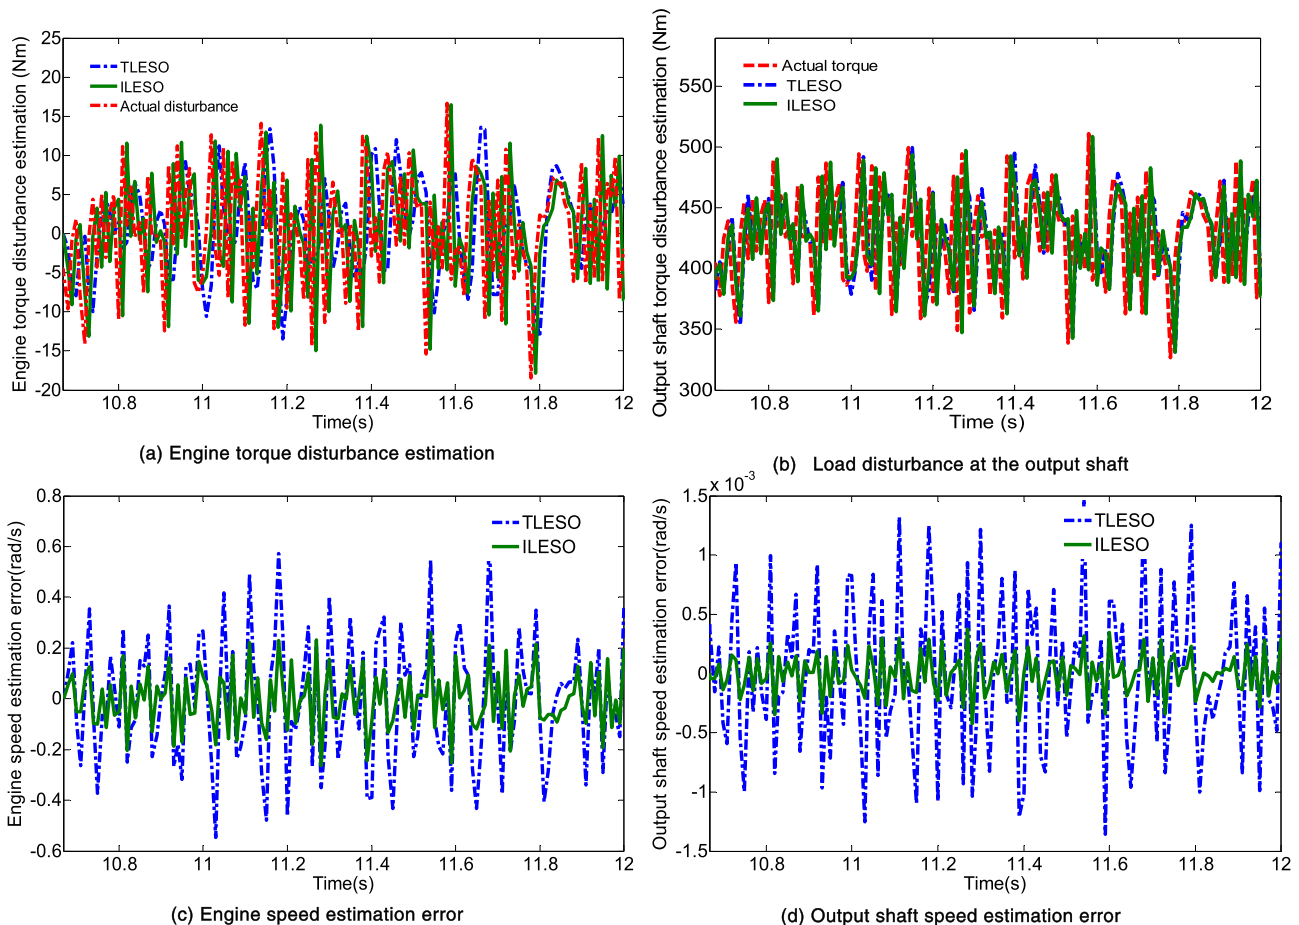 Engine torque disturbance estimation (Nm)
25
20
15
10
5
0
-5
-10
-15
-20
TLESO
ILESO
Actual disturbance
10.8
11
11.2
11.4
11.6
11.8
12
Time(s)
(a) Engine torque disturbance estimation
Output shaft torque disturbance estimation (Nm)
550
500
450
400
350
300
Actual torque
TLESO
ILESO
10.8
11
11.2
11.4
11.6
11.8
12
Time (s)
(b) Load disturbance at the output shaft
Engine speed estimation error(rad/s)
0.8
0.6
0.4
0.2
0
-0.2
-0.4
-0.6
TLESO
ILESO
10.8
11
11.2
11.4
11.6
11.8
12
Time(s)
(c) Engine speed estimation error
Output shaft speed estimation error(rad/s)
x 10⁻³
1.5
1
0.5
0
-0.5
-1
-1.5
TLESO
ILESO
10.8
11
11.2
11.4
11.6
11.8
12
Time(s)
(d) Output shaft speed estimation error